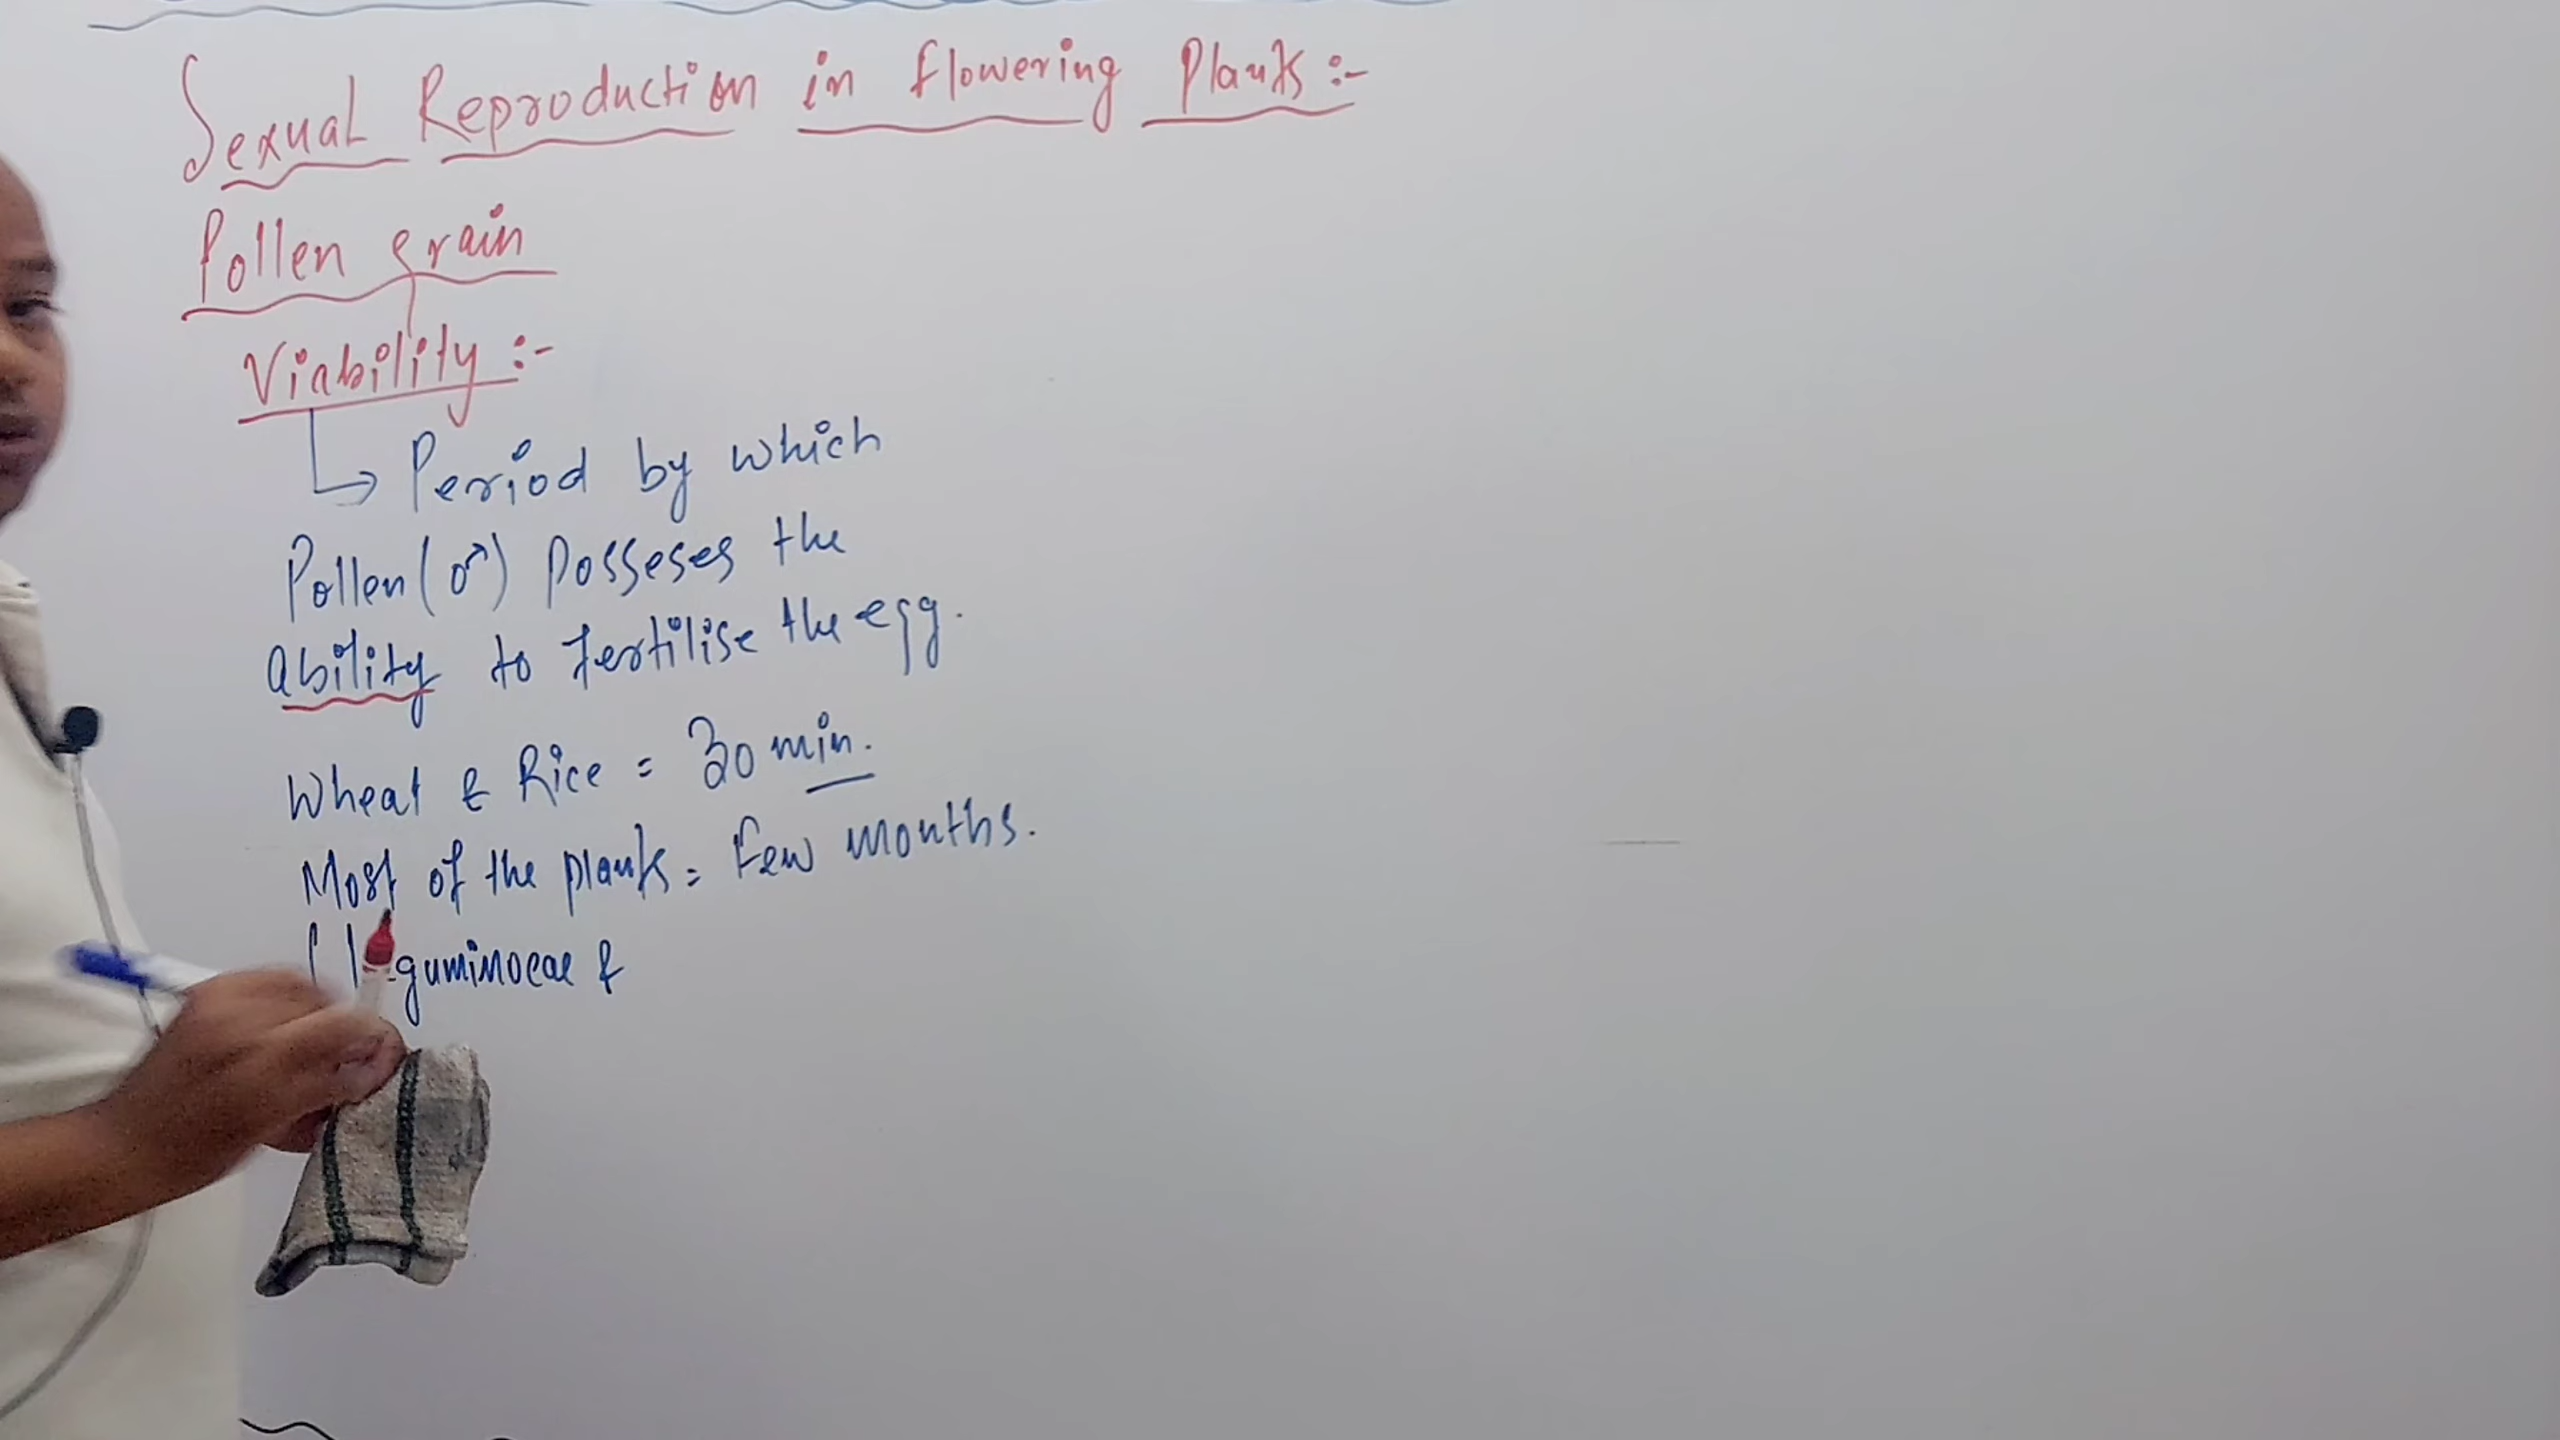 Sexual Reproduction in flowering Plants :-
Pollen grain
Viability :-
↳ Period by which
Pollen (♂) Posseses the
ability to fertilise the egg.
Wheat & Rice = 30 min.
Most of the plants = few months.
&